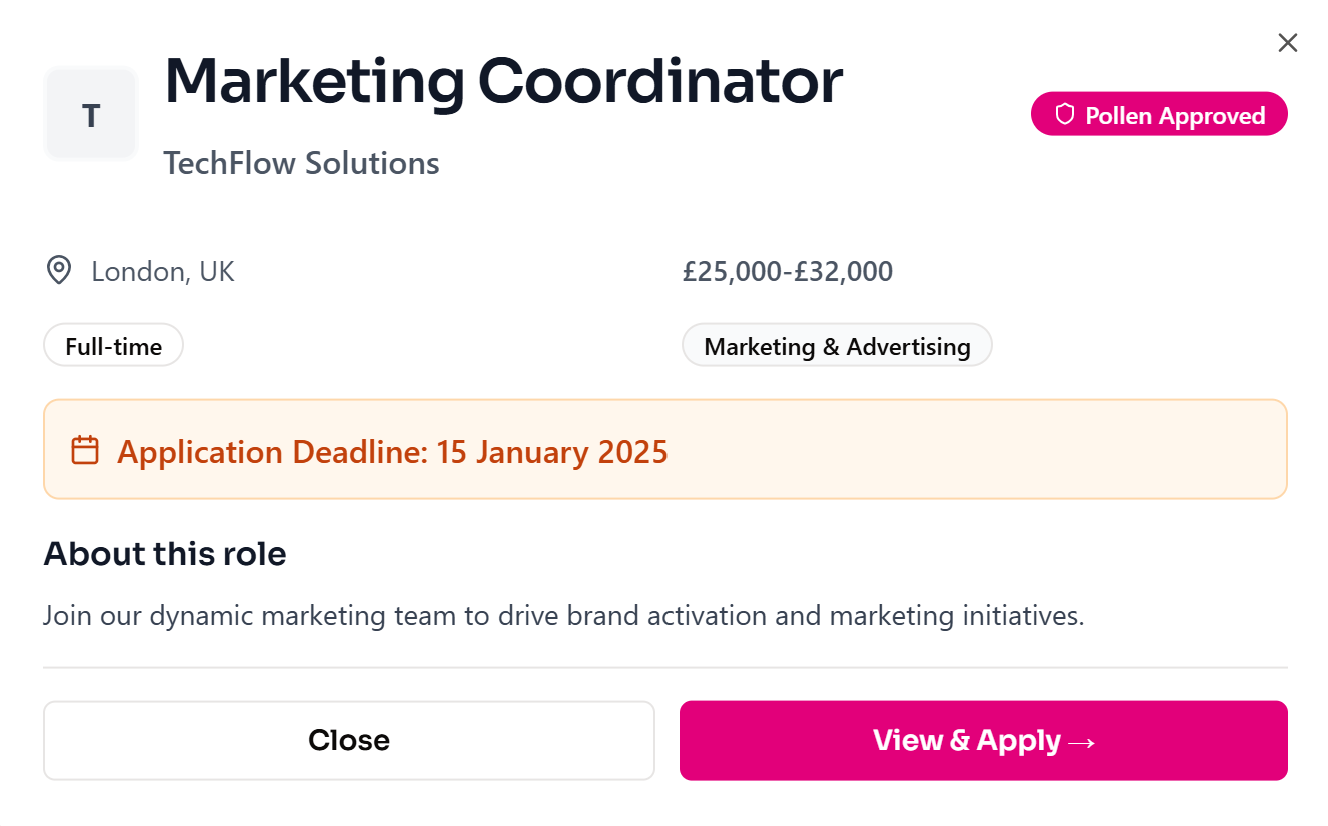 T
Marketing Coordinator
TechFlow Solutions
Pollen Approved
London, UK
£25,000-£32,000
Full-time
Marketing & Advertising
Application Deadline: 15 January 2025
About this role
Join our dynamic marketing team to drive brand activation and marketing initiatives.
Close
View & Apply →